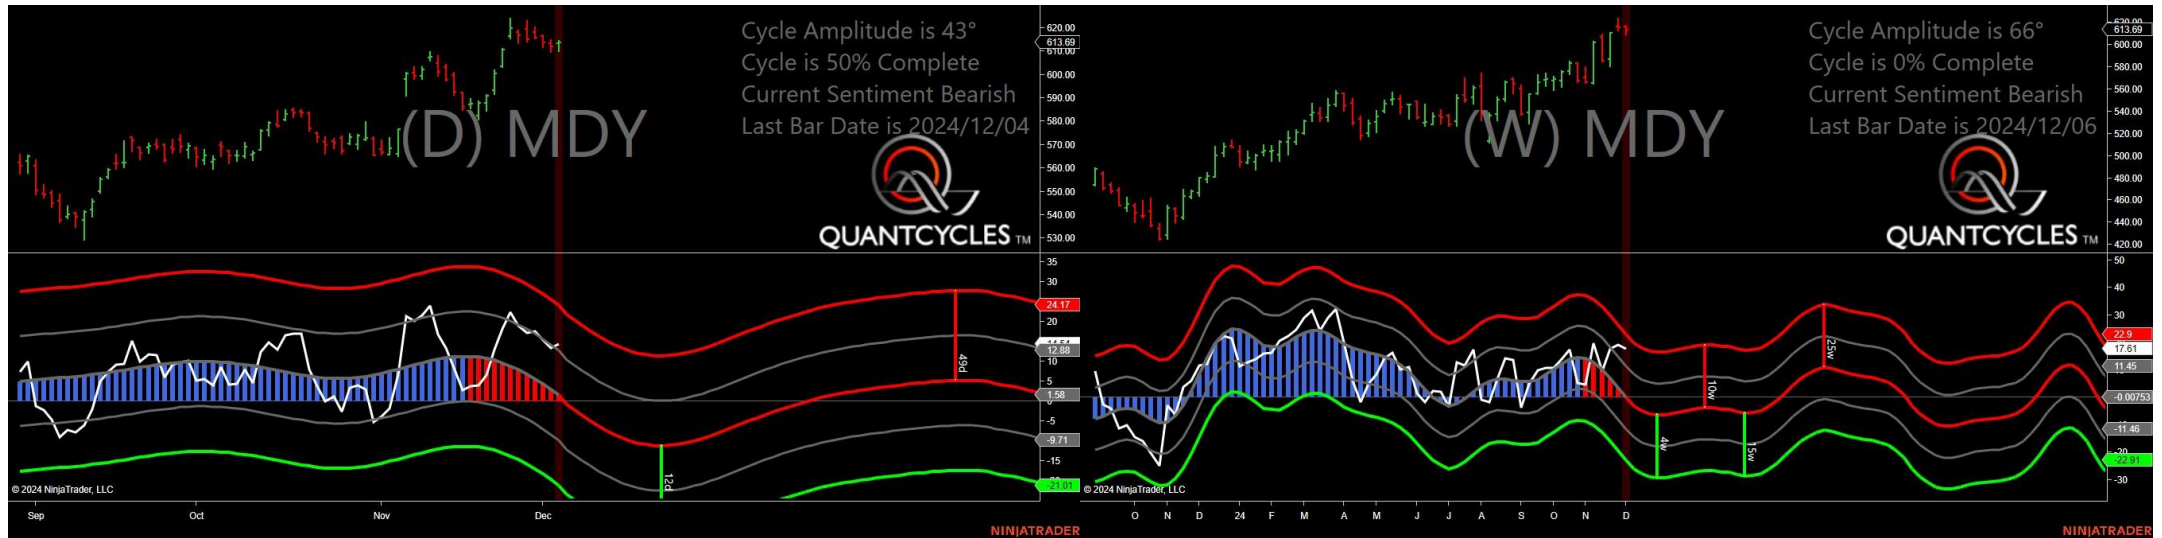 Cycle Amplitude is 43°
Cycle is 50% Complete
Current Sentiment Bearish
Last Bar Date is 2024/12/04
(D) MDY
QUANTCYCLES TM
620.00
613.69
610.00
600.00
590.00
580.00
570.00
560.00
550.00
540.00
530.00
35
30
24.17
20
14.54
12.88
10
5
1.58
0
-5
-9.71
-15
-21.01
49d
12d
© 2024 NinjaTrader, LLC
Sep
Oct
Nov
Dec
NINJATRADER
Cycle Amplitude is 66°
Cycle is 0% Complete
Current Sentiment Bearish
Last Bar Date is 2024/12/06
(W) MDY
QUANTCYCLES TM
620.00
613.69
600.00
580.00
560.00
540.00
520.00
500.00
480.00
460.00
440.00
420.00
50
40
30
22.9
17.61
11.45
-0.00753
-11.46
-20
-22.91
-30
4w
10w
15w
25w
© 2024 NinjaTrader, LLC
O N D 24 F M A M J J A S O N D
NINJATRADER